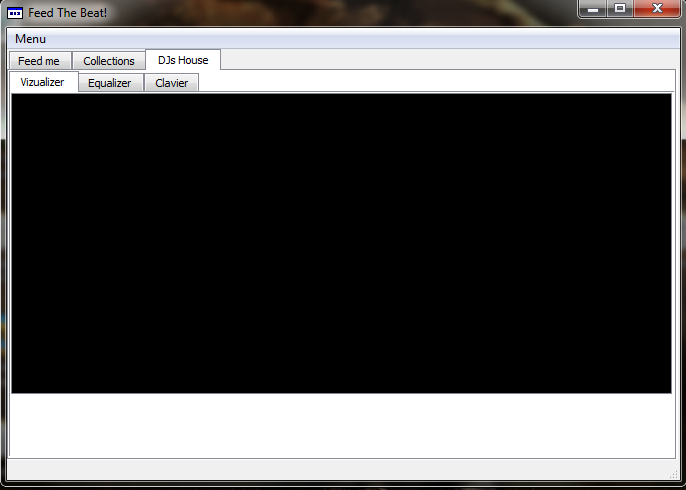 Feed The Beat!
Menu
Feed me Collections DJs House
Vizualizer Equalizer Clavier